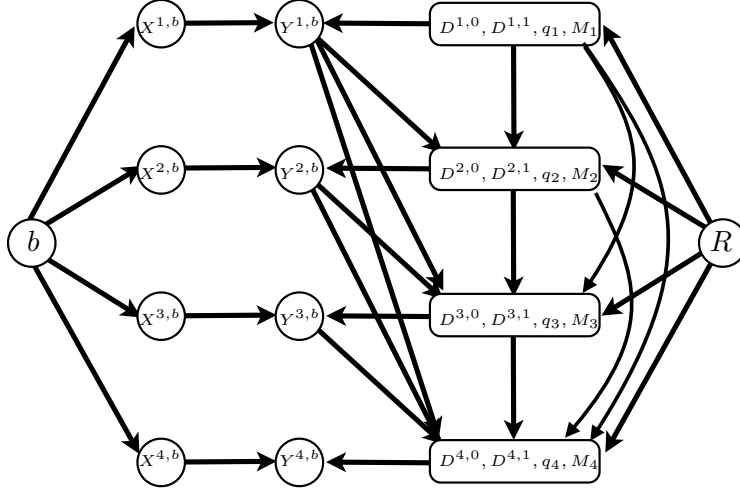 X^{1,b} Y^{1,b} D^{1,0}, D^{1,1}, q_1, M_1
X^{2,b} Y^{2,b} D^{2,0}, D^{2,1}, q_2, M_2
b R
X^{3,b} Y^{3,b} D^{3,0}, D^{3,1}, q_3, M_3
X^{4,b} Y^{4,b} D^{4,0}, D^{4,1}, q_4, M_4